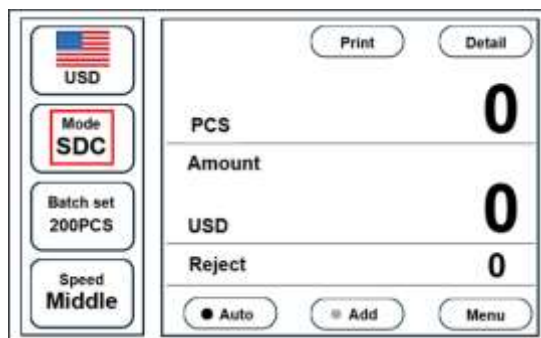 USD
Mode
SDC
Batch set
200PCS
Speed
Middle
Print
Detail
PCS
0
Amount
USD
0
Reject
0
Auto
Add
Menu